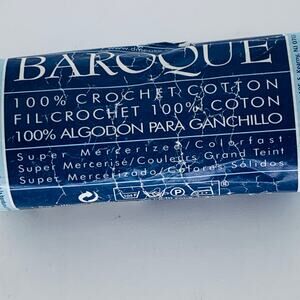 BAROQUE
100% CROCHET COTTON
FIL CROCHET 100% COTON
100% ALGODÓN PARA GANCHILLO
Super Mercerized/Colorfast
Super Mercerisé/Couleurs Grand Teint
Super Mercerizado/Colores Sólidos